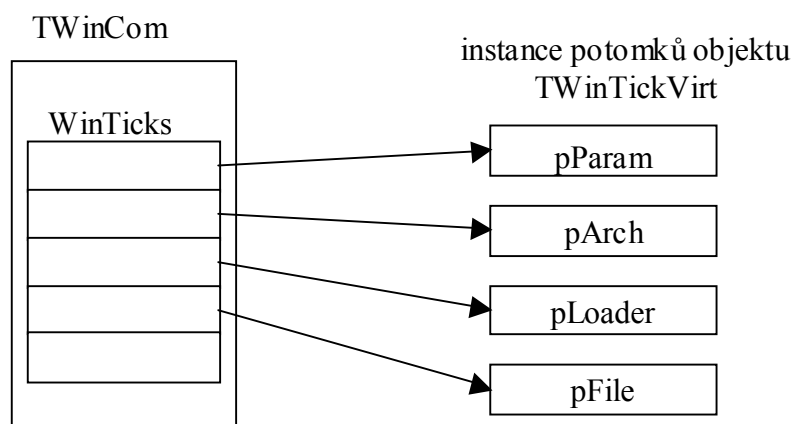 TWinCom
instance potomků objektu
TWinTickVirt
WinTicks
pParam
pArch
pLoader
pFile